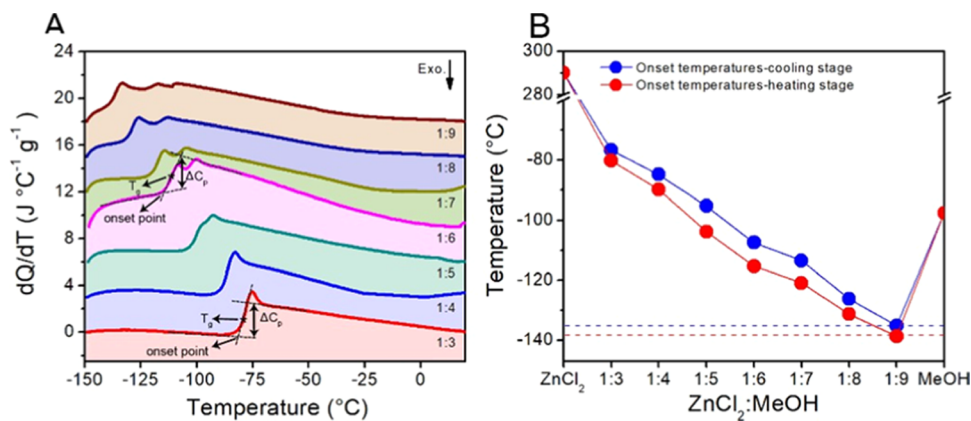 A
24
20
16
12
8
4
0
dQ/dT (J °C⁻¹ g⁻¹)
Exo.
1:9
1:8
1:7
1:6
1:5
1:4
1:3
Tg
ΔCp
onset point
Tg
ΔCp
onset point
-150 -125 -100 -75 -50 -25 0
Temperature (°C)
B
300
280
-80
-100
-120
-140
Temperature (°C)
Onset temperatures-cooling stage
Onset temperatures-heating stage
ZnCl₂ 1:3 1:4 1:5 1:6 1:7 1:8 1:9 MeOH
ZnCl₂:MeOH